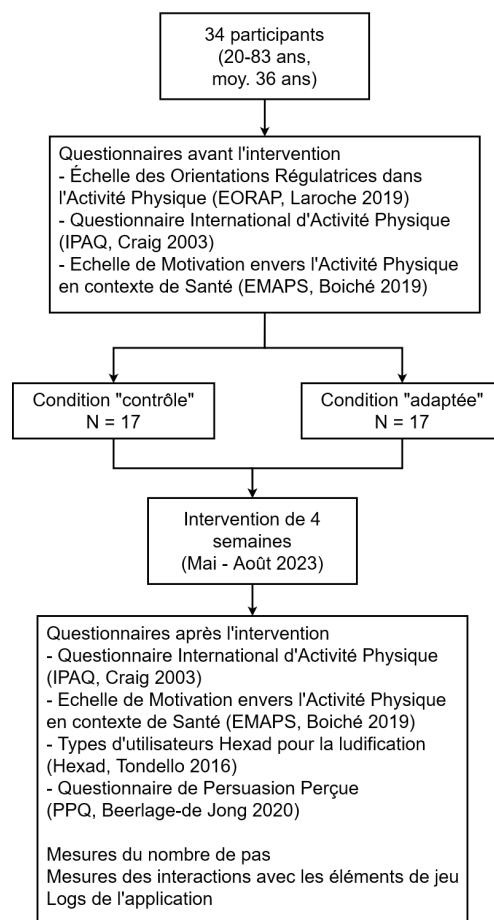 34 participants
(20-83 ans,
moy. 36 ans)
Questionnaires avant l'intervention
- Échelle des Orientations Régulatrices dans
l'Activité Physique (EORAP, Laroche 2019)
- Questionnaire International d'Activité Physique
(IPAQ, Craig 2003)
- Echelle de Motivation envers l'Activité Physique
en contexte de Santé (EMAPS, Boiché 2019)
Condition "contrôle"
N = 17
Condition "adaptée"
N = 17
Intervention de 4
semaines
(Mai - Août 2023)
Questionnaires après l'intervention
- Questionnaire International d'Activité Physique
(IPAQ, Craig 2003)
- Echelle de Motivation envers l'Activité Physique
en contexte de Santé (EMAPS, Boiché 2019)
- Types d'utilisateurs Hexad pour la ludification
(Hexad, Tondello 2016)
- Questionnaire de Persuasion Perçue
(PPQ, Beerlage-de Jong 2020)
Mesures du nombre de pas
Mesures des interactions avec les éléments de jeu
Logs de l'application